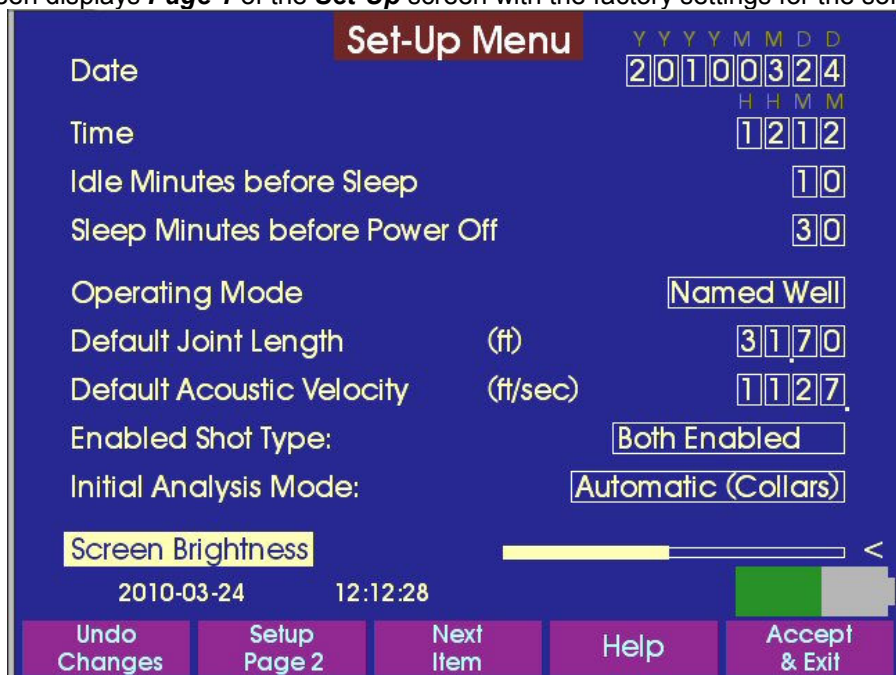 Set-Up Menu
Y Y Y Y M M D D
Date 2 0 1 0 0 3 2 4
H H M M
Time 1 2 1 2
Idle Minutes before Sleep 1 0
Sleep Minutes before Power Off 3 0
Operating Mode Named Well
Default Joint Length (ft) 3 1 . 7 0
Default Acoustic Velocity (ft/sec) 1 1 2 7 .
Enabled Shot Type: Both Enabled
Initial Analysis Mode: Automatic (Collars)
Screen Brightness <
2010-03-24 12:12:28
Undo Changes
Setup Page 2
Next Item
Help
Accept & Exit